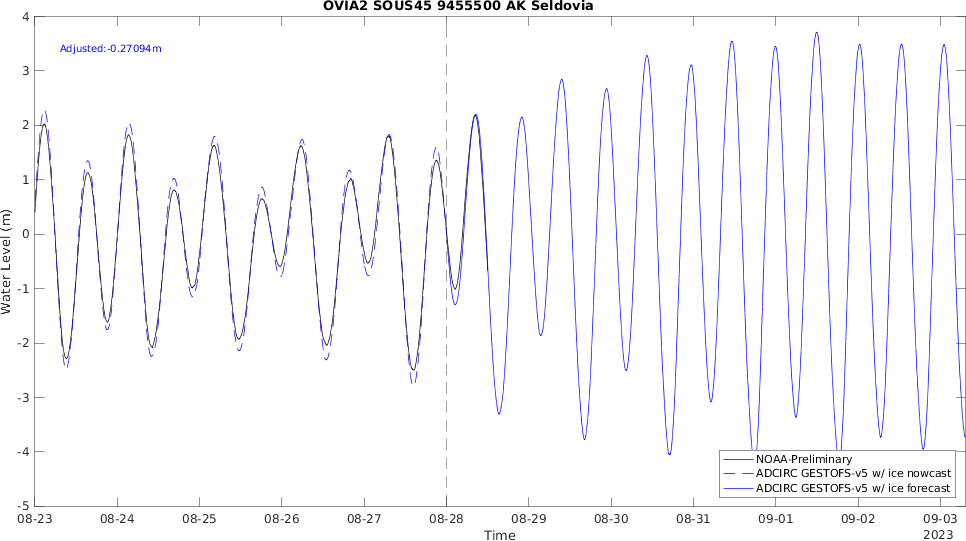 OVIA2 SOUS45 9455500 AK Seldovia
Adjusted:-0.27094m
4
3
2
1
0
-1
-2
-3
-4
-5
Water Level (m)
NOAA-Preliminary
ADCIRC GESTOFS-v5 w/ ice nowcast
ADCIRC GESTOFS-v5 w/ ice forecast
08-23 08-24 08-25 08-26 08-27 08-28 08-29 08-30 08-31 09-01 09-02 09-03
Time
2023